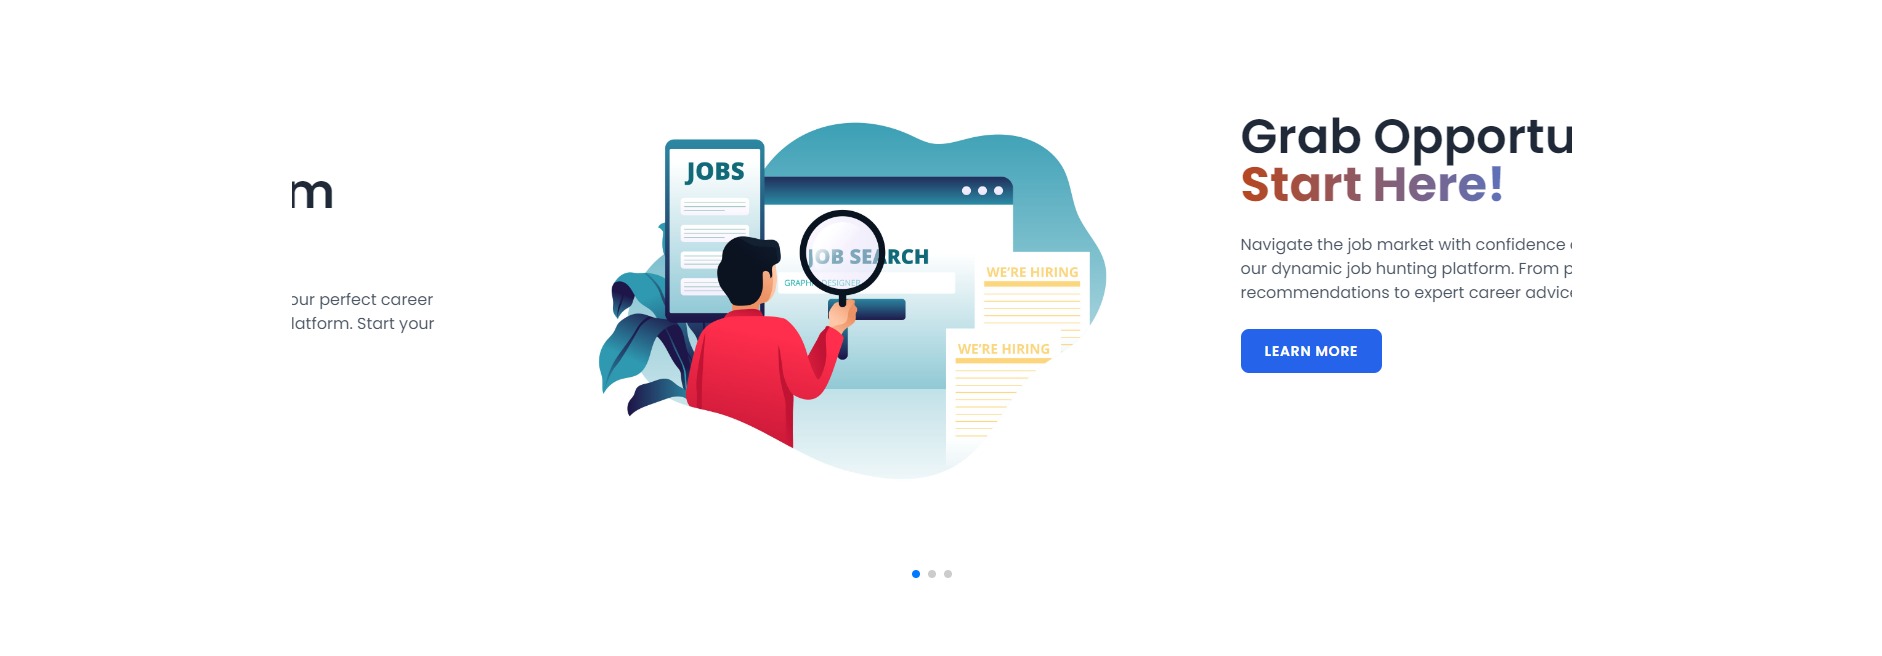 m
our perfect career
latform. Start your
JOBS
JOB SEARCH
GRAPHIC DESIGNER
WE'RE HIRING
WE'RE HIRING
Grab Opportu
Start Here!
Navigate the job market with confidence
our dynamic job hunting platform. From p
recommendations to expert career advice
LEARN MORE